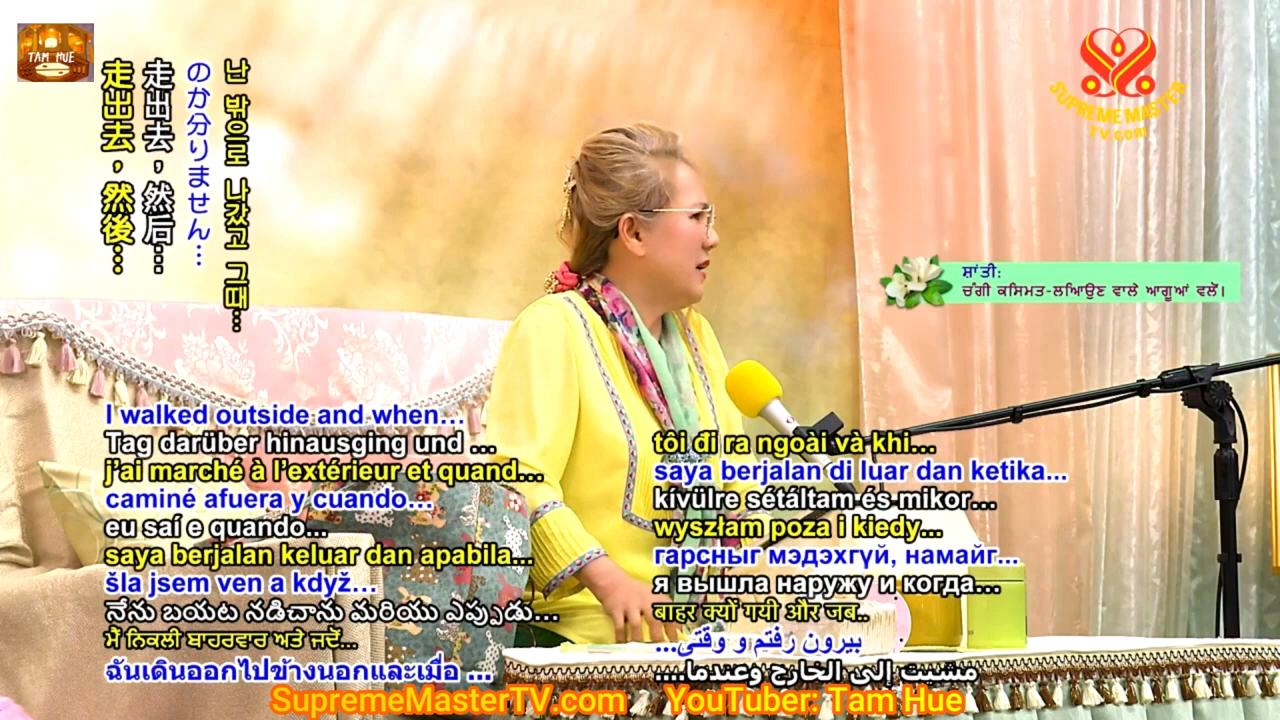 TAM HUE
走出去，然後…
走出去，然后…
のか分りません…
난 밖으로 나갔고 그때…
SUPREME MASTER
TV.com
ਸ਼ਾਂਤੀ:
ਚੰਗੀ ਕਿਸਮਤ-ਲਿਆਉਣ ਵਾਲੇ ਆਗੂਆਂ ਵਲੋਂ।
I walked outside and when…
Tag darüber hinausging und ...
j'ai marché à l'extérieur et quand...
caminé afuera y cuando…
eu saí e quando...
saya berjalan keluar dan apabila...
šla jsem ven a když…
నేను బయట నడిచాను మరియు ఎప్పుడు...
ਮੈਂ ਨਿਕਲੀ ਬਾਹਰਵਾਰ ਅਤੇ ਜਦੋਂ...
ฉันเดินออกไปข้างนอกและเมื่อ ...
tôi đi ra ngoài và khi...
saya berjalan di luar dan ketika...
kívülre sétáltam és mikor...
wyszłam poza i kiedy...
гарсныг мэдэхгүй, намайг...
я вышла наружу и когда...
बाहर क्यों गयी और जब..
بیرون رفتم و وقتی...
مشيت إلى الخارج وعندما....
SupremeMasterTV.com YouTuber: Tam Hue